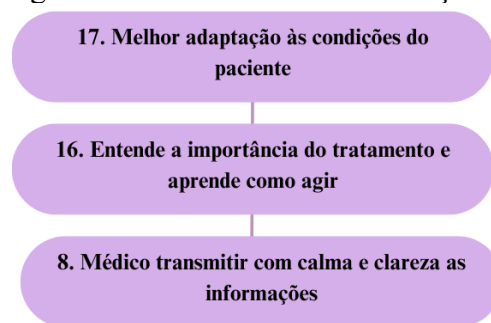 17. Melhor adaptação às condições do
paciente
16. Entende a importância do tratamento e
aprende como agir
8. Médico transmitir com calma e clareza as
informações